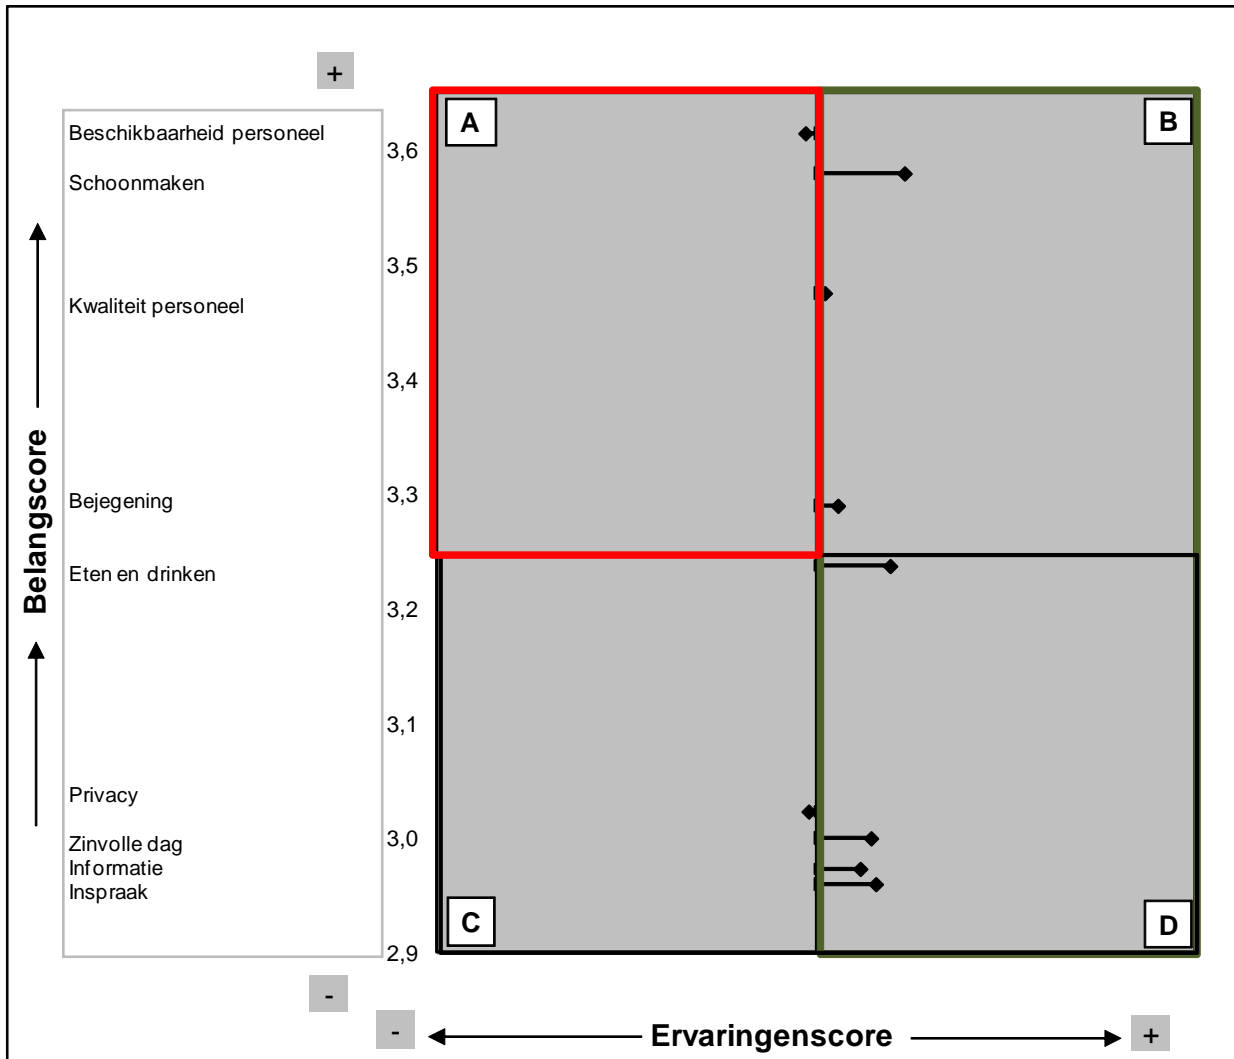 +
A
B
Beschikbaarheid personeel
3,6
Schoonmaken
3,5
Kwaliteit personeel
3,4
Bejegening
3,3
Eten en drinken
3,2
3,1
Privacy
Zinvolle dag
3,0
Informatie
Inspraak
C
D
2,9
Belangscore
-
-
Ervaringenscore
+